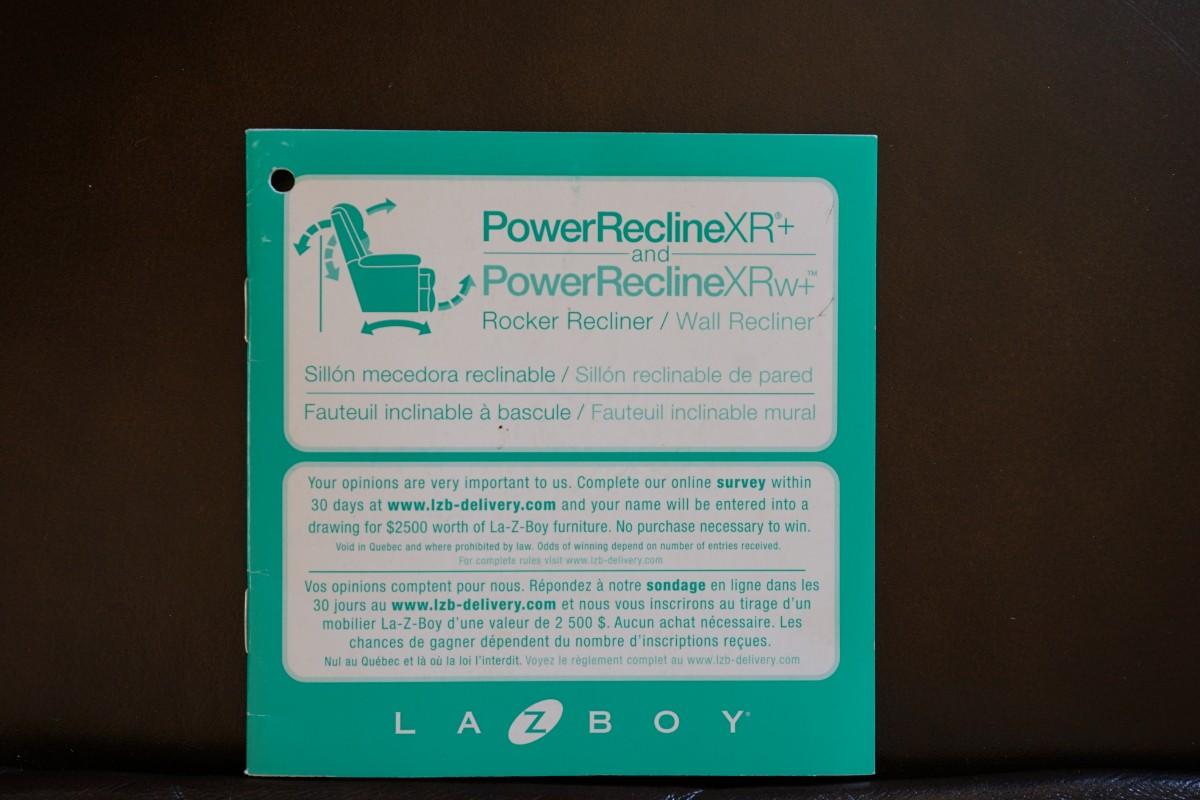 PowerReclineXR®+
and
PowerReclineXRw+™
Rocker Recliner / Wall Recliner
Sillón mecedora reclinable / Sillón reclinable de pared
Fauteuil inclinable à bascule / Fauteuil inclinable mural
Your opinions are very important to us. Complete our online survey within
30 days at www.lzb-delivery.com and your name will be entered into a
drawing for $2500 worth of La-Z-Boy furniture. No purchase necessary to win.
Void in Quebec and where prohibited by law. Odds of winning depend on number of entries received.
For complete rules visit www.lzb-delivery.com
Vos opinions comptent pour nous. Répondez à notre sondage en ligne dans les
30 jours au www.lzb-delivery.com et nous vous inscrirons au tirage d'un
mobilier La-Z-Boy d'une valeur de 2 500 $. Aucun achat nécessaire. Les
chances de gagner dépendent du nombre d'inscriptions reçues.
Nul au Québec et là où la loi l'interdit. Voyez le règlement complet au www.lzb-delivery.com
LA Z BOY®